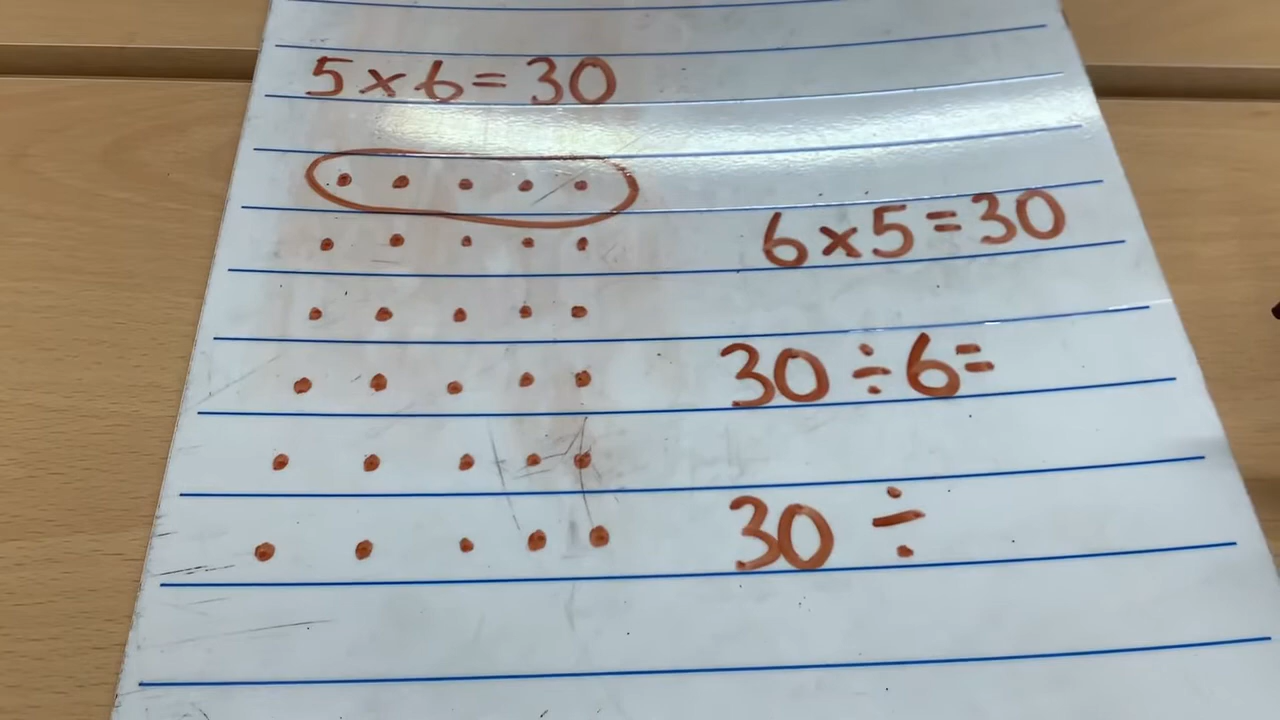 5 × 6 = 30
6 × 5 = 30
30 ÷ 6 =
30 ÷